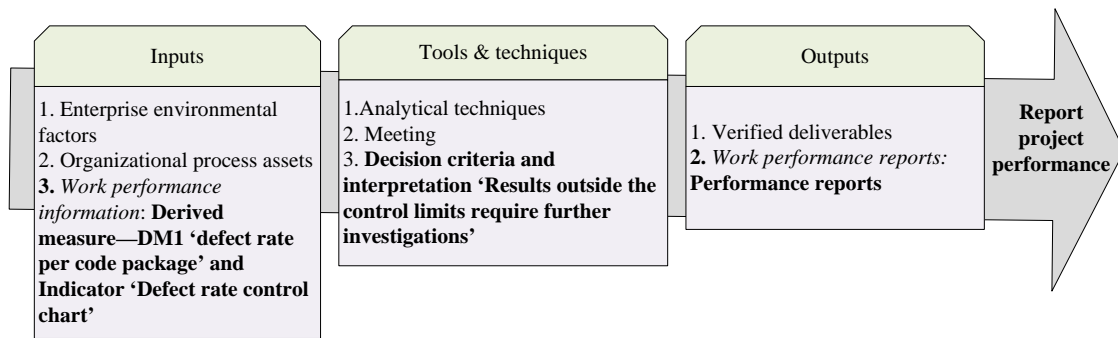 Inputs
1. Enterprise environmental
factors
2. Organizational process assets
3. Work performance
information: Derived
measure—DM1 ‘defect rate
per code package’ and
Indicator ‘Defect rate control
chart’
Tools & techniques
1.Analytical techniques
2. Meeting
3. Decision criteria and
interpretation ‘Results outside the
control limits require further
investigations’
Outputs
1. Verified deliverables
2. Work performance reports:
Performance reports
Report
project
performance